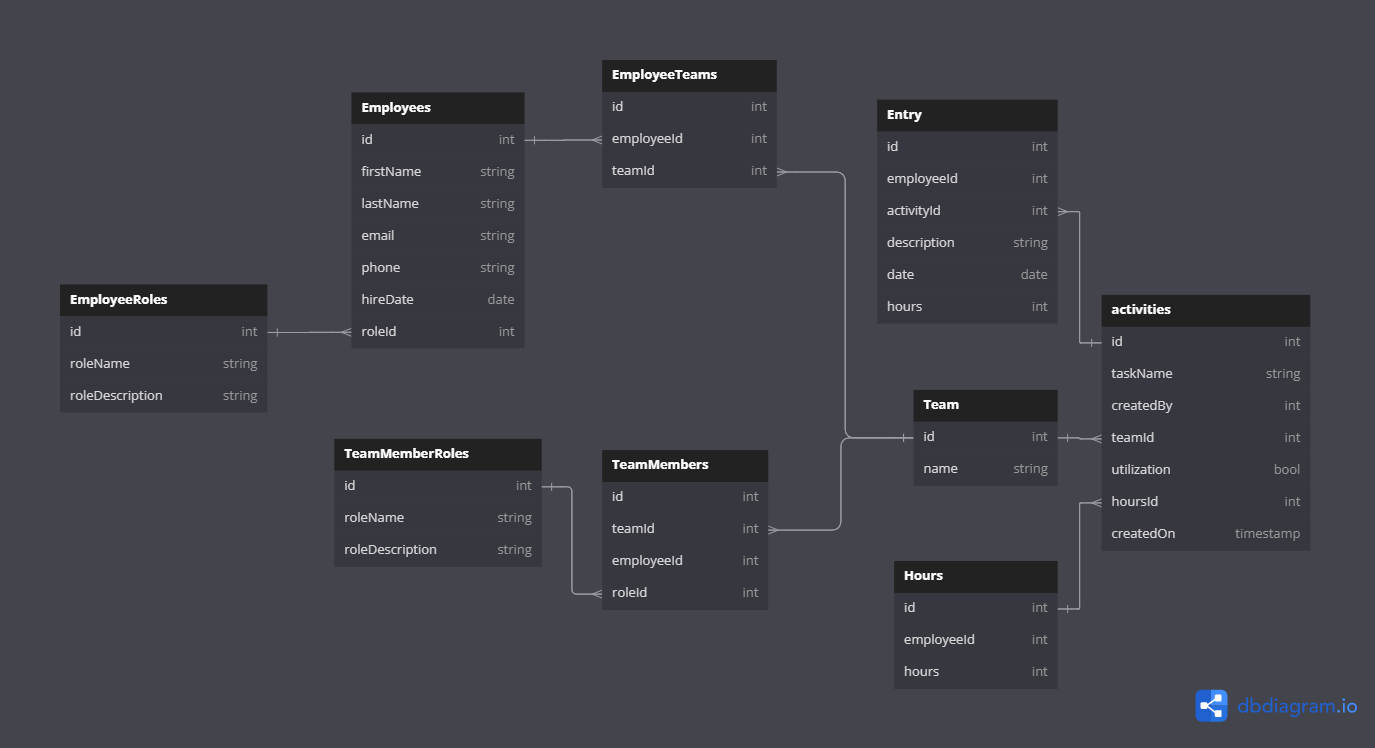 EmployeeTeams
id int
employeeId int
teamId int
Employees
id int
firstName string
lastName string
email string
phone string
hireDate date
roleId int
Entry
id int
employeeId int
activityId int
description string
date date
hours int
EmployeeRoles
id int
roleName string
roleDescription string
activities
id int
taskName string
createdBy int
teamId int
utilization bool
hoursId int
createdOn timestamp
Team
id int
name string
TeamMemberRoles
id int
roleName string
roleDescription string
TeamMembers
id int
teamId int
employeeId int
roleId int
Hours
id int
employeeId int
hours int
dbdiagram.io